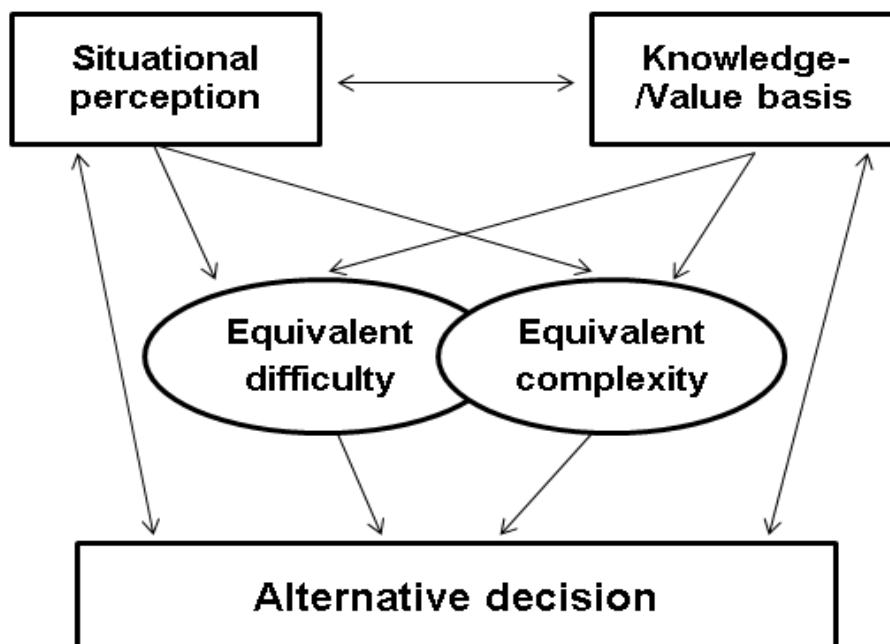 Situational
perception
Knowledge-
/Value basis
Equivalent
difficulty
Equivalent
complexity
Alternative decision